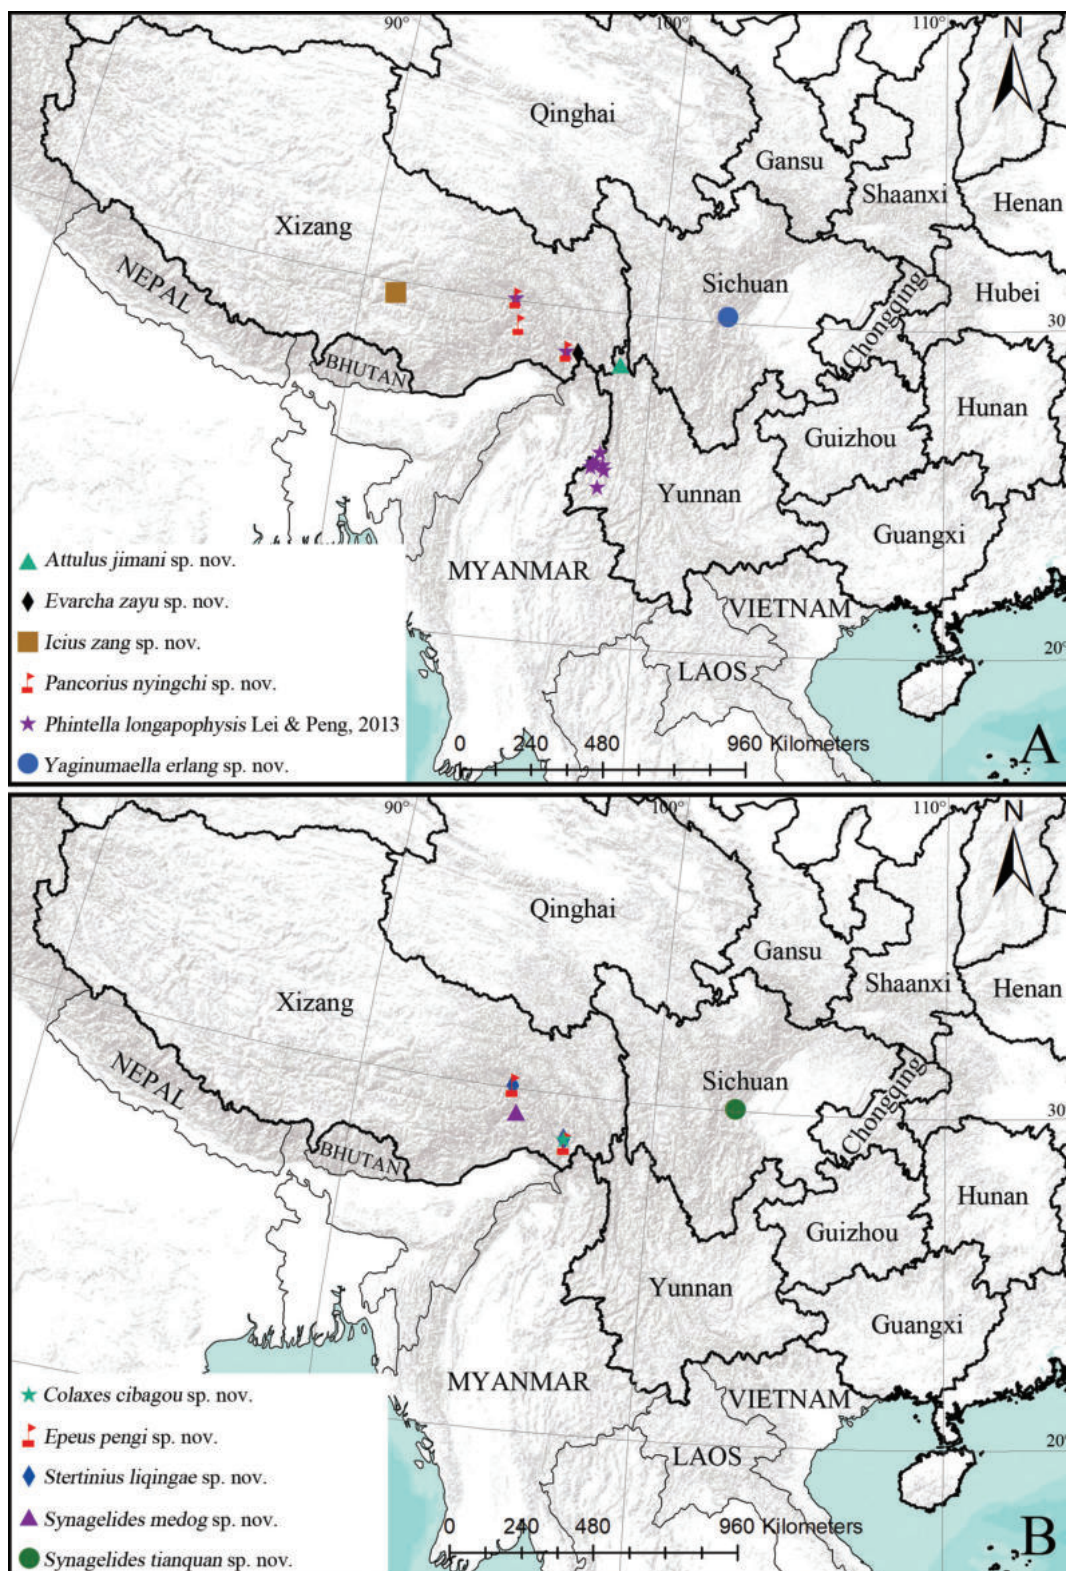 90°
100°
110°
N
Qinghai
Gansu
Shaanxi
Henan
Xizang
NEPAL
Sichuan
Hubei
Chongqing
30°
BHUTAN
Hunan
Guizhou
Yunnan
Guangxi
Attulus jimani sp. nov.
MYANMAR
Evarcha zayu sp. nov.
VIETNAM
Icius zang sp. nov.
LAOS
20°
Pancorius nyingchi sp. nov.
Phintella longapophysis Lei & Peng, 2013
0 240 480 960 Kilometers
Yaginumaella erlang sp. nov.
A
90°
100°
110°
N
Qinghai
Gansu
Shaanxi
Henan
Xizang
NEPAL
Sichuan
Hubei
Chongqing
30°
BHUTAN
Hunan
Guizhou
Yunnan
Guangxi
MYANMAR
VIETNAM
Colaxes cibagou sp. nov.
Epeus pengi sp. nov.
20°
LAOS
Stertinius liqingae sp. nov.
Synagelides medog sp. nov.
0 240 480 960 Kilometers
Synagelides tianquan sp. nov.
B